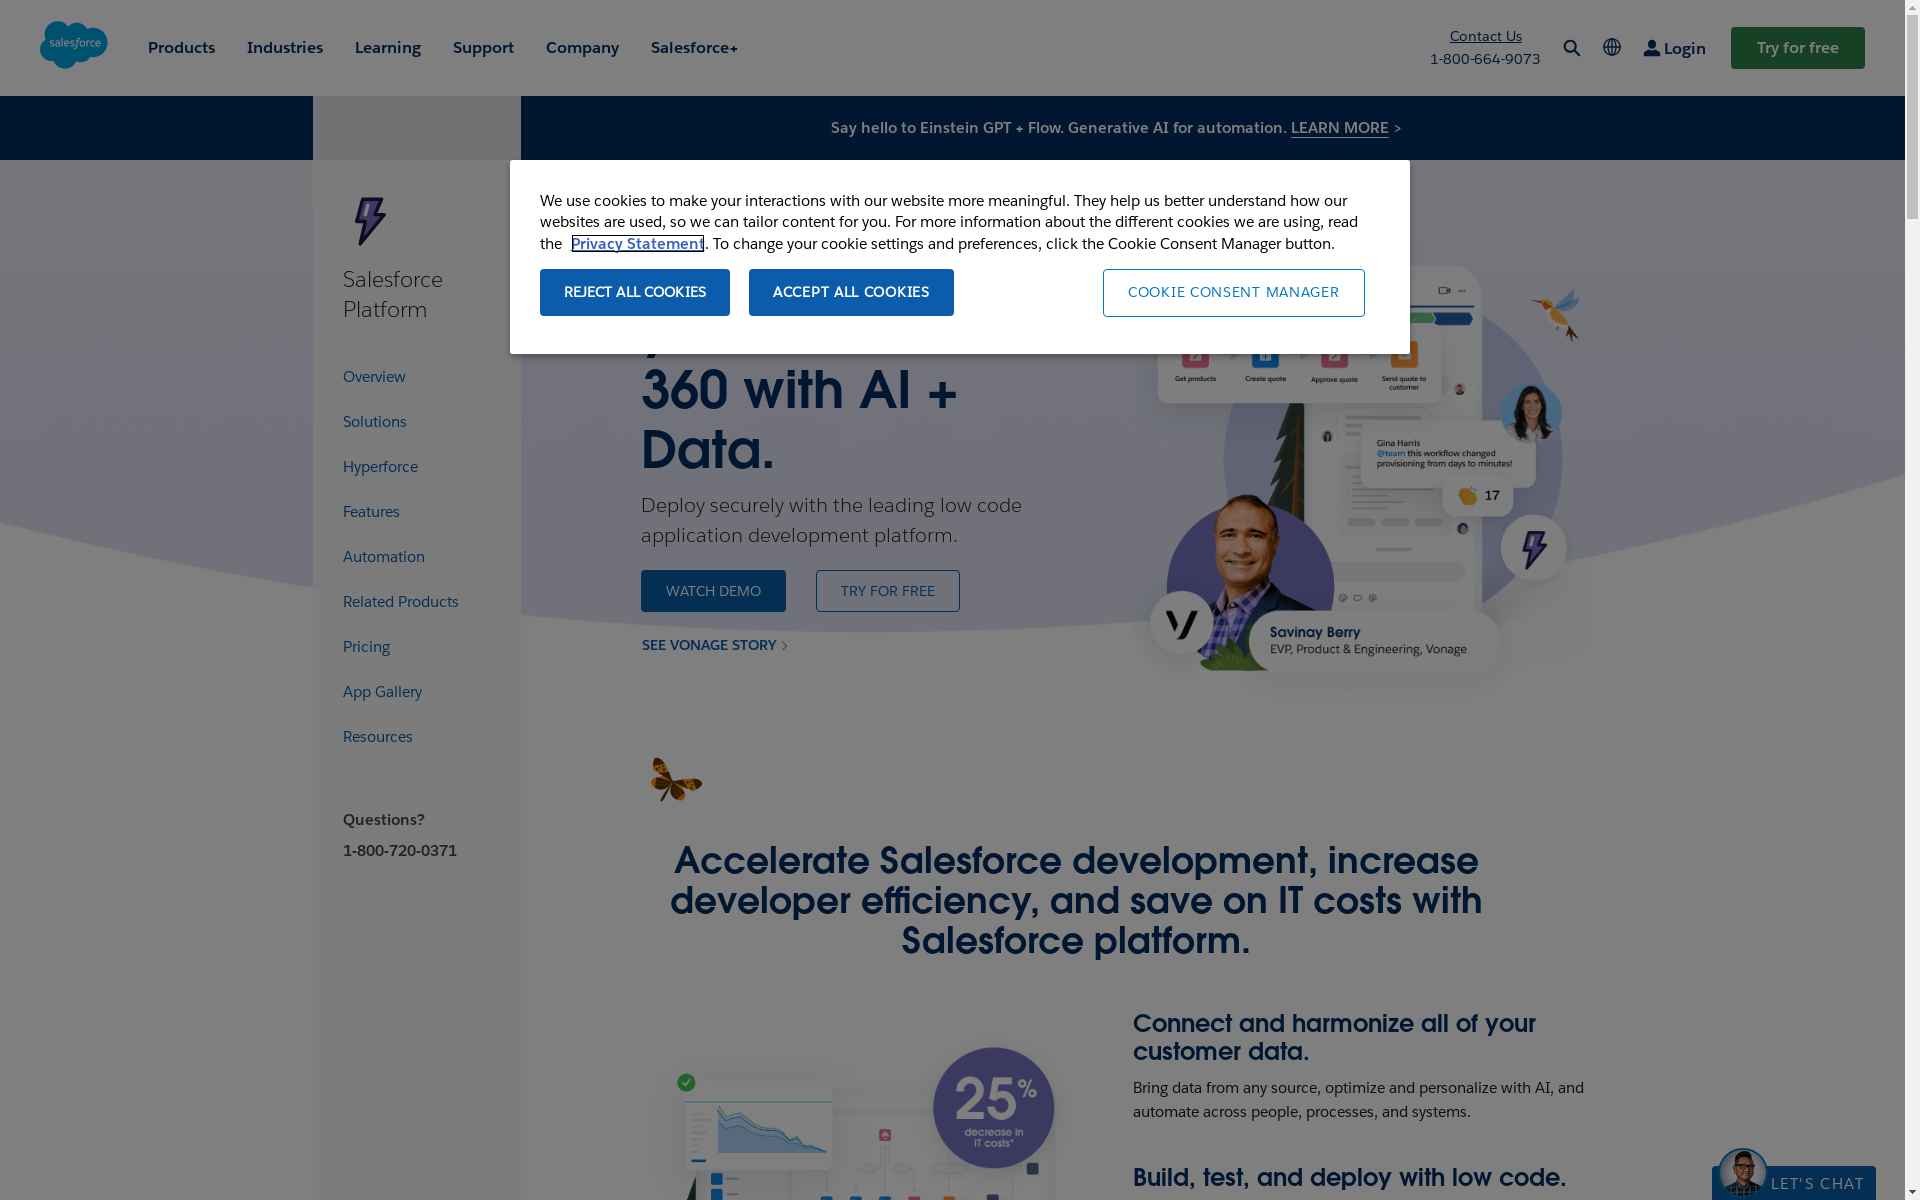 salesforce
Products
Industries
Learning
Support
Company
Salesforce+
Contact Us
1-800-664-9073
Login
Try for free
Say hello to Einstein GPT + Flow. Generative AI for automation. LEARN MORE >
We use cookies to make your interactions with our website more meaningful. They help us better understand how our
websites are used, so we can tailor content for you. For more information about the different cookies we are using, read
the Privacy Statement. To change your cookie settings and preferences, click the Cookie Consent Manager button.
REJECT ALL COOKIES
ACCEPT ALL COOKIES
COOKIE CONSENT MANAGER
Salesforce
Platform
Overview
Solutions
Hyperforce
Features
Automation
Related Products
Pricing
App Gallery
Resources
Questions?
1-800-720-0371
360 with AI +
Data.
Deploy securely with the leading low code
application development platform.
WATCH DEMO
TRY FOR FREE
SEE VONAGE STORY
Get products
Create quote
Approve quote
Send quote to
customer
Gina Harris
@team this workflow changed
provisioning from days to minutes!
17
Savinay Berry
EVP, Product & Engineering, Vonage
Accelerate Salesforce development, increase
developer efficiency, and save on IT costs with
Salesforce platform.
25%
decrease in
IT costs*
Connect and harmonize all of your
customer data.
Bring data from any source, optimize and personalize with AI, and
automate across people, processes, and systems.
Build, test, and deploy with low code.
LET'S CHAT